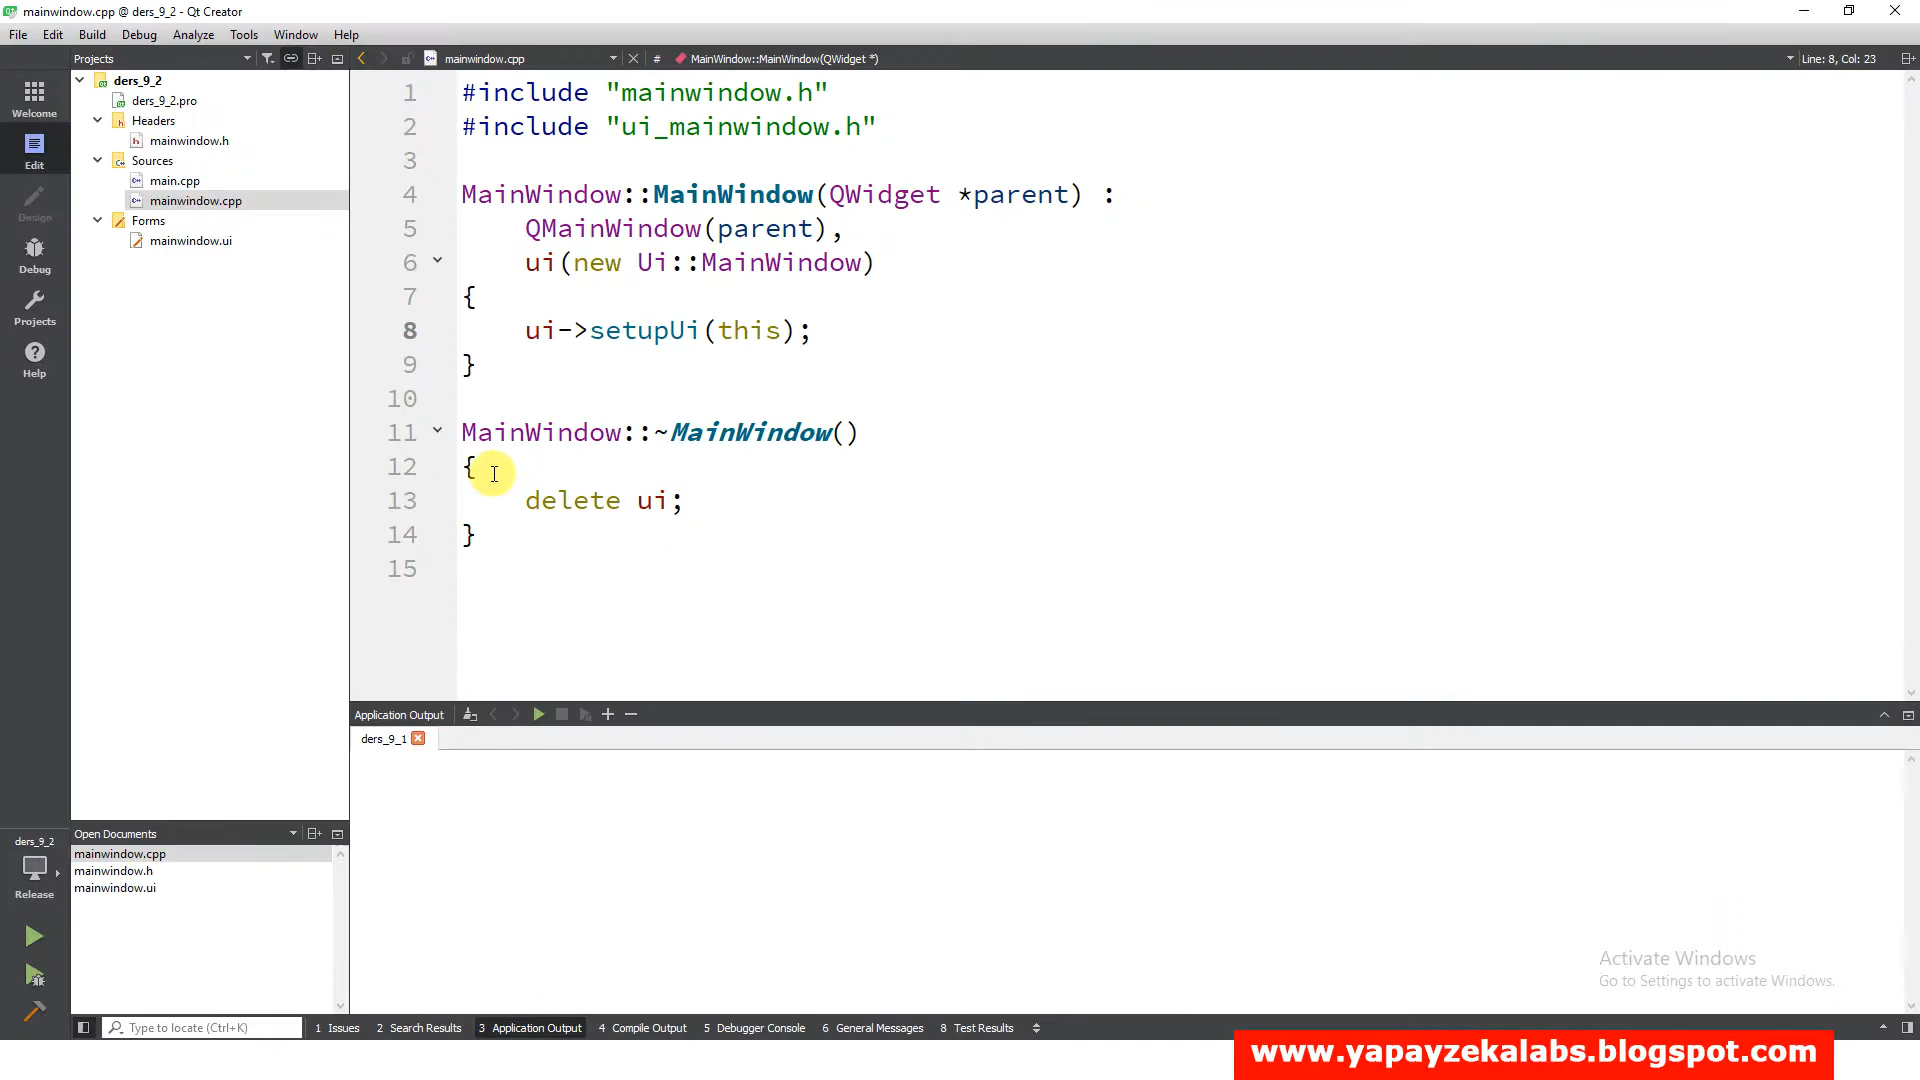 mainwindow.cpp @ ders_9_2 - Qt Creator
File Edit Build Debug Analyze Tools Window Help
Projects
mainwindow.cpp
# MainWindow::MainWindow(QWidget *)
Line: 8, Col: 23
Welcome
Edit
Design
Debug
Projects
Help
ders_9_2
ders_9_2.pro
Headers
mainwindow.h
Sources
main.cpp
mainwindow.cpp
Forms
mainwindow.ui
1 #include "mainwindow.h"
2 #include "ui_mainwindow.h"
3
4 MainWindow::MainWindow(QWidget *parent) :
5 QMainWindow(parent),
6 ui(new Ui::MainWindow)
7 {
8 ui->setupUi(this);
9 }
10
11 MainWindow::~MainWindow()
12 {
13 delete ui;
14 }
15
Application Output
ders_9_1
Open Documents
mainwindow.cpp
mainwindow.h
mainwindow.ui
ders_9_2
Release
Activate Windows
Go to Settings to activate Windows.
Type to locate (Ctrl+K)
1 Issues 2 Search Results 3 Application Output 4 Compile Output 5 Debugger Console 6 General Messages 8 Test Results
www.yapayzekalabs.blogspot.com